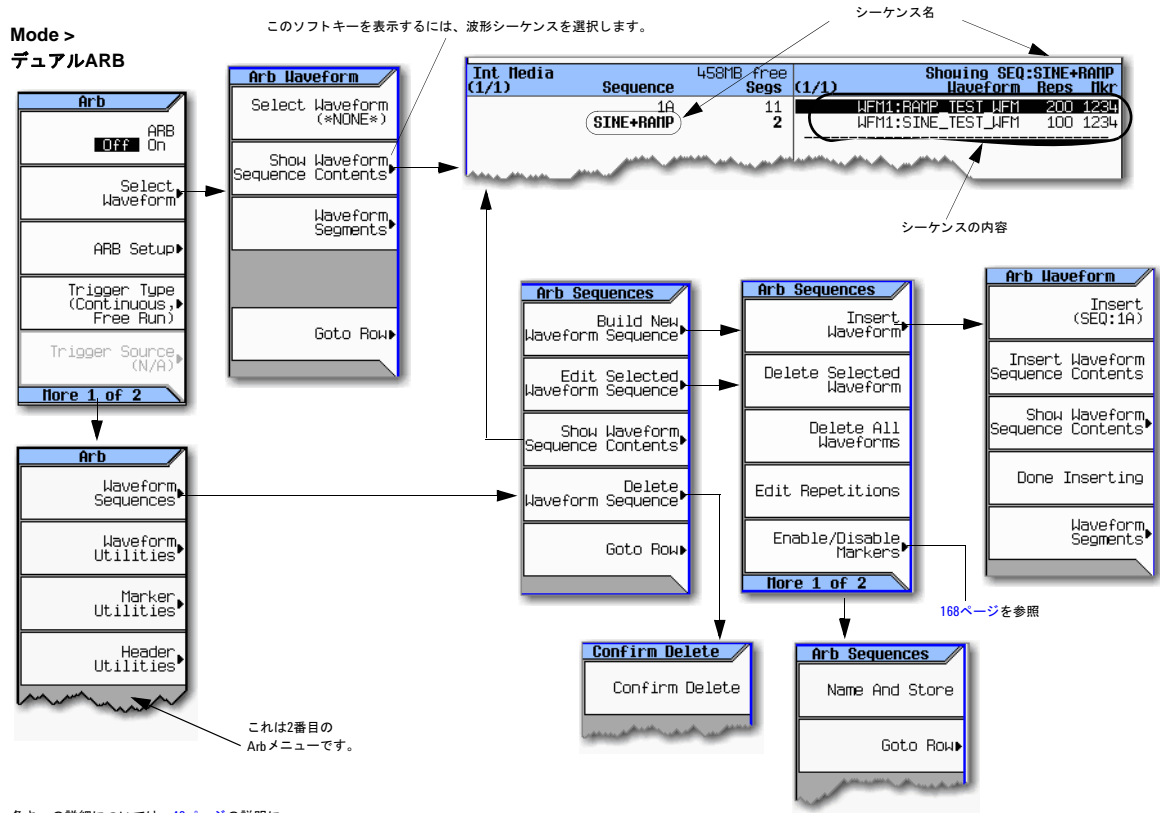 Mode >
デュアルARB
このソフトキーを表示するには、波形シーケンスを選択します。
シーケンス名
Arb
ARB
Off On
Select
Waveform
ARB Setup
Trigger Type
(Continuous,
Free Run)
Trigger Source
(N/A)
More 1 of 2
Arb Waveform
Select Waveform
(*NONE*)
Show Waveform
Sequence Contents
Waveform
Segments
Goto Row
Int Media 458MB free
(1/1) Sequence Segs
1A 11
SINE+RAMP 2
Showing SEQ:SINE+RAMP
(1/1) Waveform Reps Mkr
WFM1:RAMP_TEST_WFM 200 1234
WFM1:SINE_TEST_WFM 100 1234
シーケンスの内容
Arb
Waveform
Sequences
Waveform
Utilities
Marker
Utilities
Header
Utilities
これは2番目の
Arbメニューです。
Arb Sequences
Build New
Waveform Sequence
Edit Selected
Waveform Sequence
Show Waveform
Sequence Contents
Delete
Waveform Sequence
Goto Row
Arb Sequences
Insert
Waveform
Delete Selected
Waveform
Delete All
Waveforms
Edit Repetitions
Enable/Disable
Markers
More 1 of 2
Arb Waveform
Insert
(SEQ:1A)
Insert Waveform
Sequence Contents
Show Waveform
Sequence Contents
Done Inserting
Waveform
Segments
168ページを参照
Confirm Delete
Confirm Delete
Arb Sequences
Name And Store
Goto Row